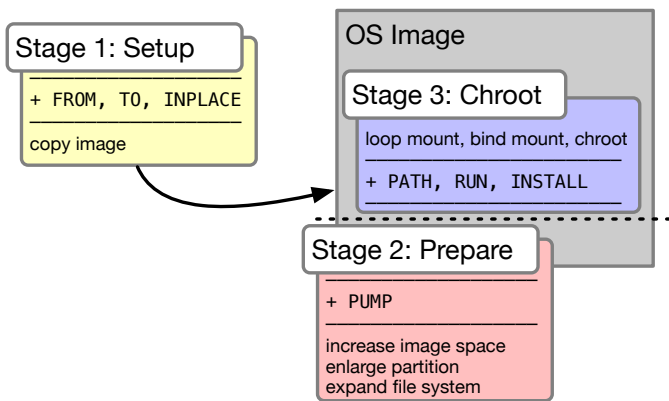 Stage 1: Setup
+ FROM, TO, INPLACE
copy image
OS Image
Stage 3: Chroot
loop mount, bind mount, chroot
+ PATH, RUN, INSTALL
Stage 2: Prepare
+ PUMP
increase image space
enlarge partition
expand file system